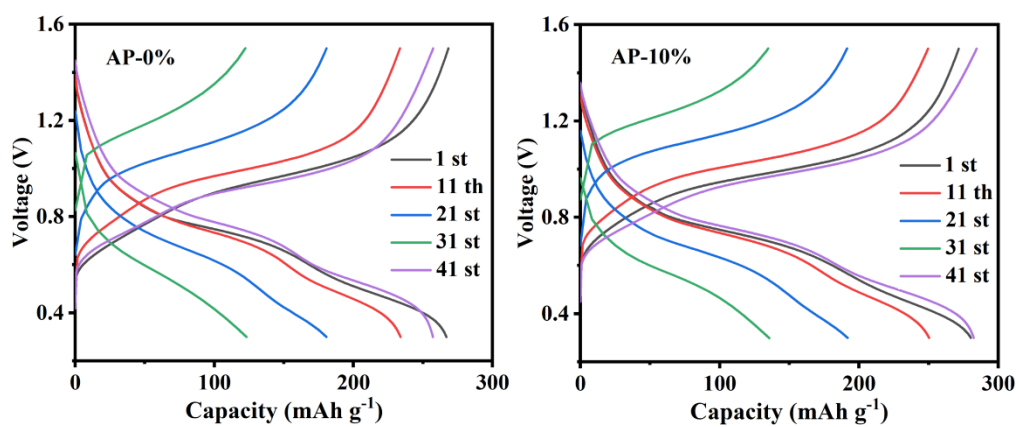 1.6
1.2
0.8
0.4
Voltage (V)
AP-0%
1 st
11 th
21 st
31 st
41 st
0
100
200
300
Capacity (mAh g⁻¹)
1.6
1.2
0.8
0.4
Voltage (V)
AP-10%
1 st
11 th
21 st
31 st
41 st
0
100
200
300
Capacity (mAh g⁻¹)